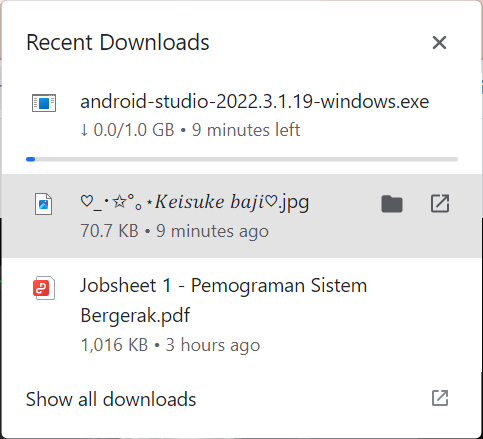 Recent Downloads
android-studio-2022.3.1.19-windows.exe
↓ 0.0/1.0 GB • 9 minutes left
♡_･☆°｡⋆𝐾𝑒𝑖𝑠𝑢𝑘𝑒 𝑏𝑎𝑗𝑖♡.jpg
70.7 KB • 9 minutes ago
Jobsheet 1 - Pemograman Sistem
Bergerak.pdf
1,016 KB • 3 hours ago
Show all downloads